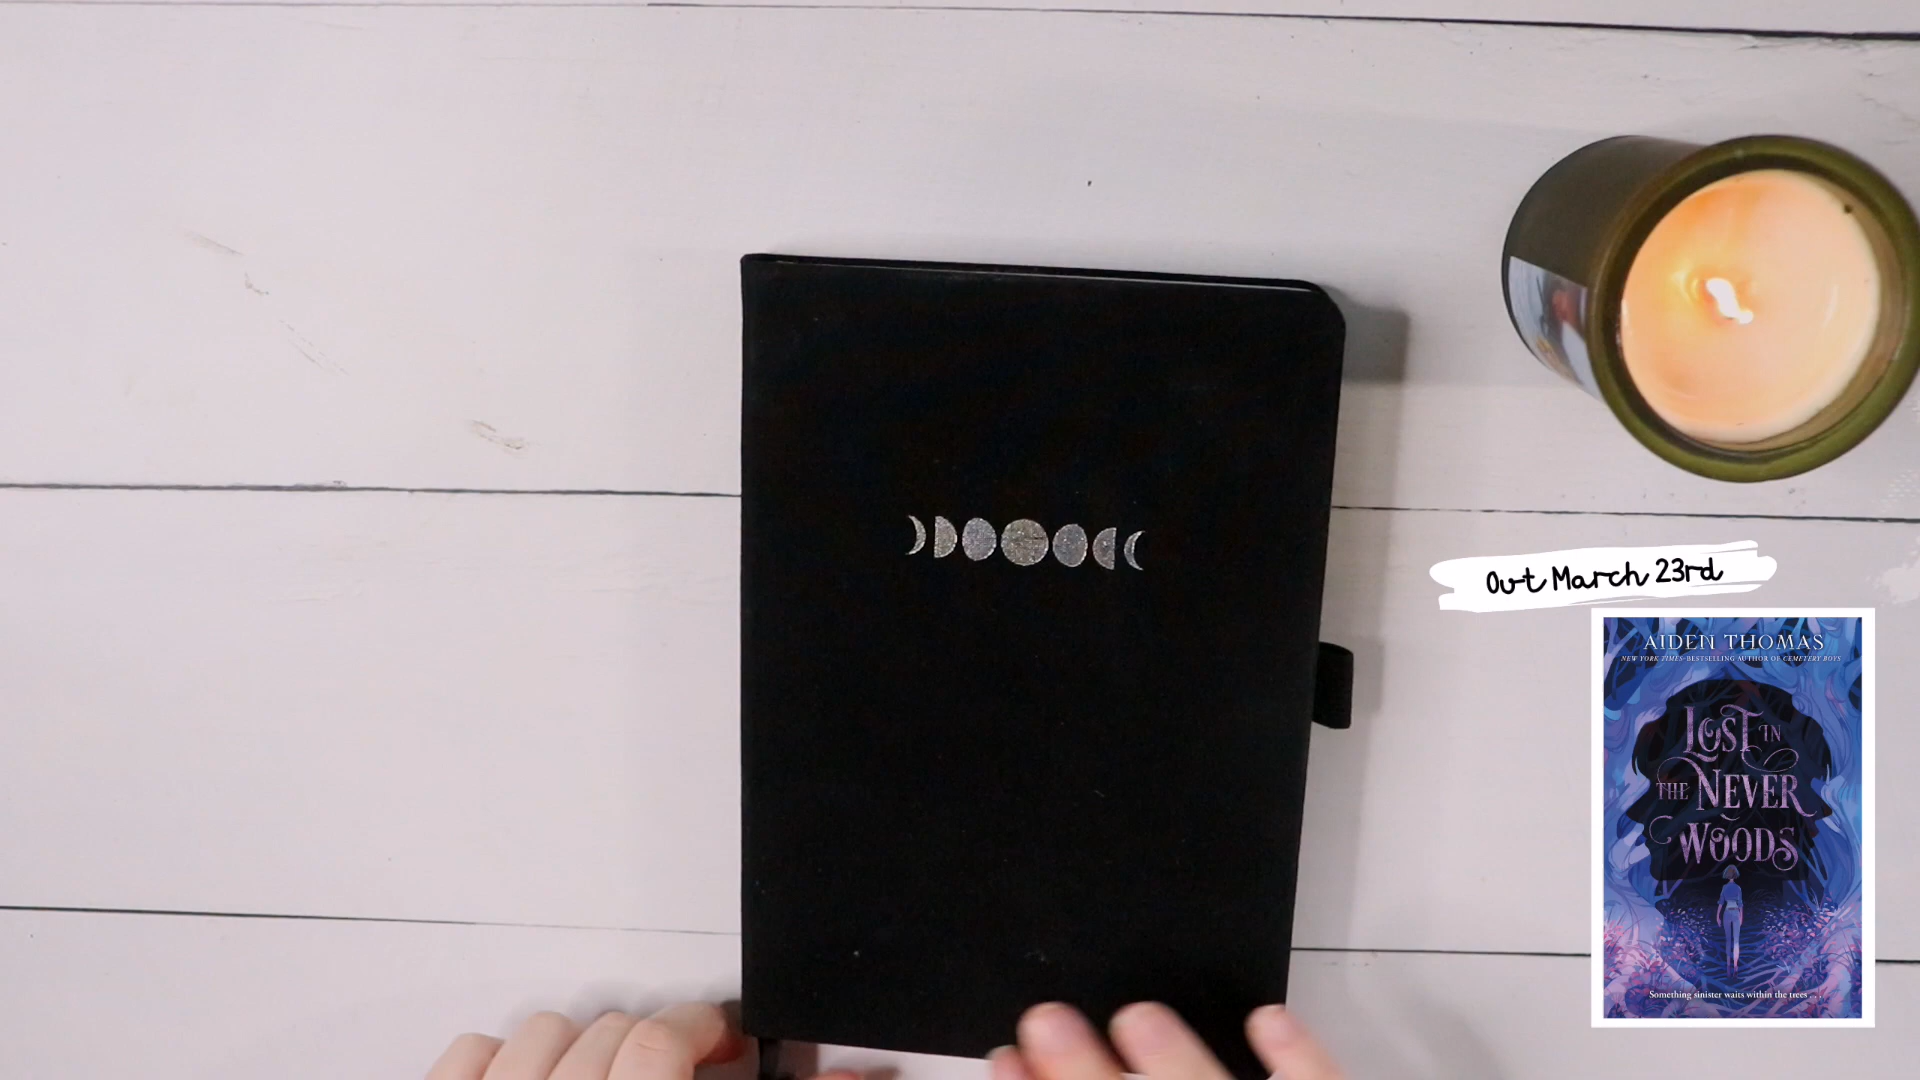 Out March 23rd
AIDEN THOMAS
NEW YORK TIMES-BESTSELLING AUTHOR OF CEMETERY BOYS
LOST IN
THE NEVER
WOODS
Something sinister waits within the trees . . .